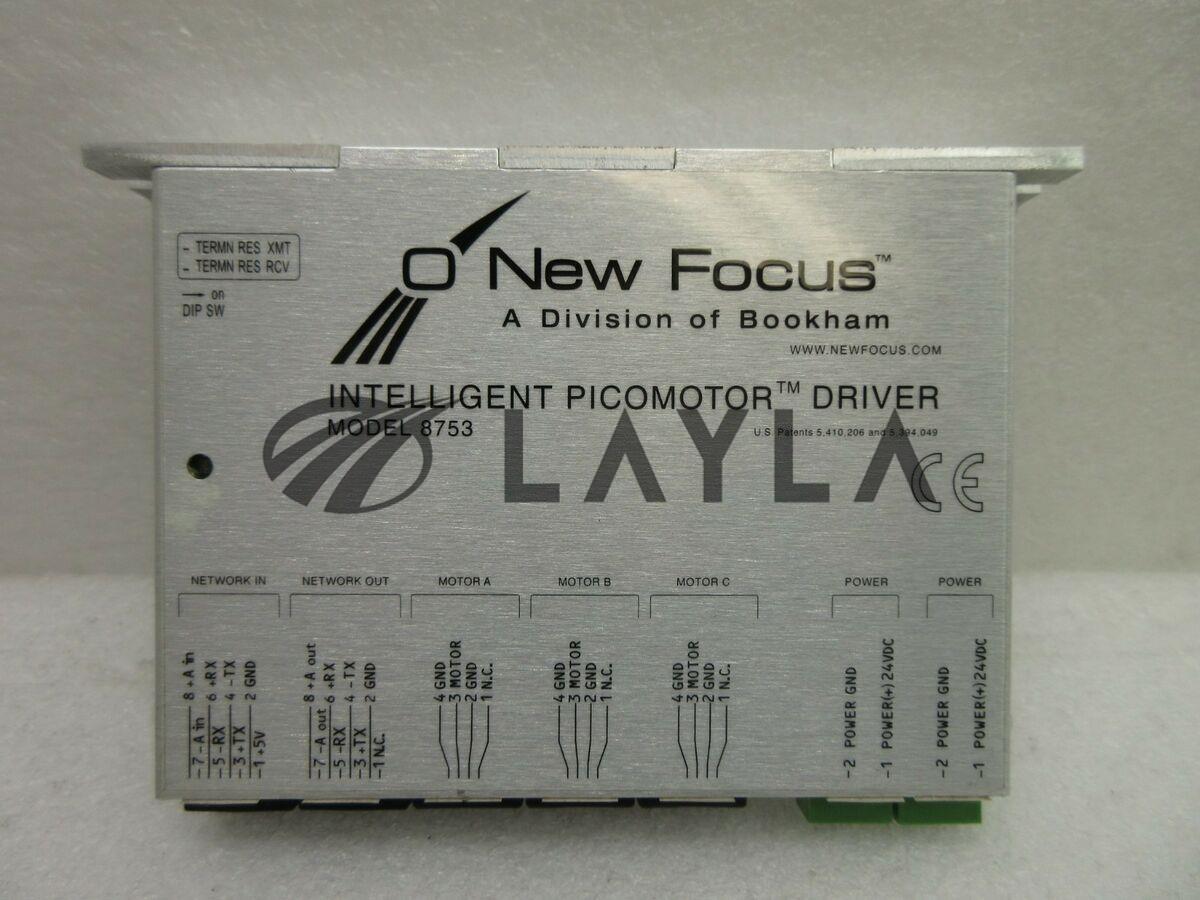 - TERMN RES XMT
- TERMN RES RCV
→ on
DIP SW
New Focus™
A Division of Bookham
WWW.NEWFOCUS.COM
INTELLIGENT PICOMOTOR™ DRIVER
MODEL 8753
U.S. Patents 5,410,206 and 5,394,049
LAYLA
CE
NETWORK IN
8 +A in
-7 -A in
6 +RX
-5 -RX
4 -TX
-3 +TX
2 GND
-1 +5V
NETWORK OUT
8 +A out
-7 -A out
6 +RX
-5 -RX
4 -TX
-3 +TX
2 GND
-1 N.C.
MOTOR A
4 GND
3 MOTOR
2 GND
1 N.C.
MOTOR B
4 GND
3 MOTOR
2 GND
1 N.C.
MOTOR C
4 GND
3 MOTOR
2 GND
1 N.C.
POWER
-2 POWER GND
-1 POWER(+)24VDC
POWER
-2 POWER GND
-1 POWER(+)24VDC